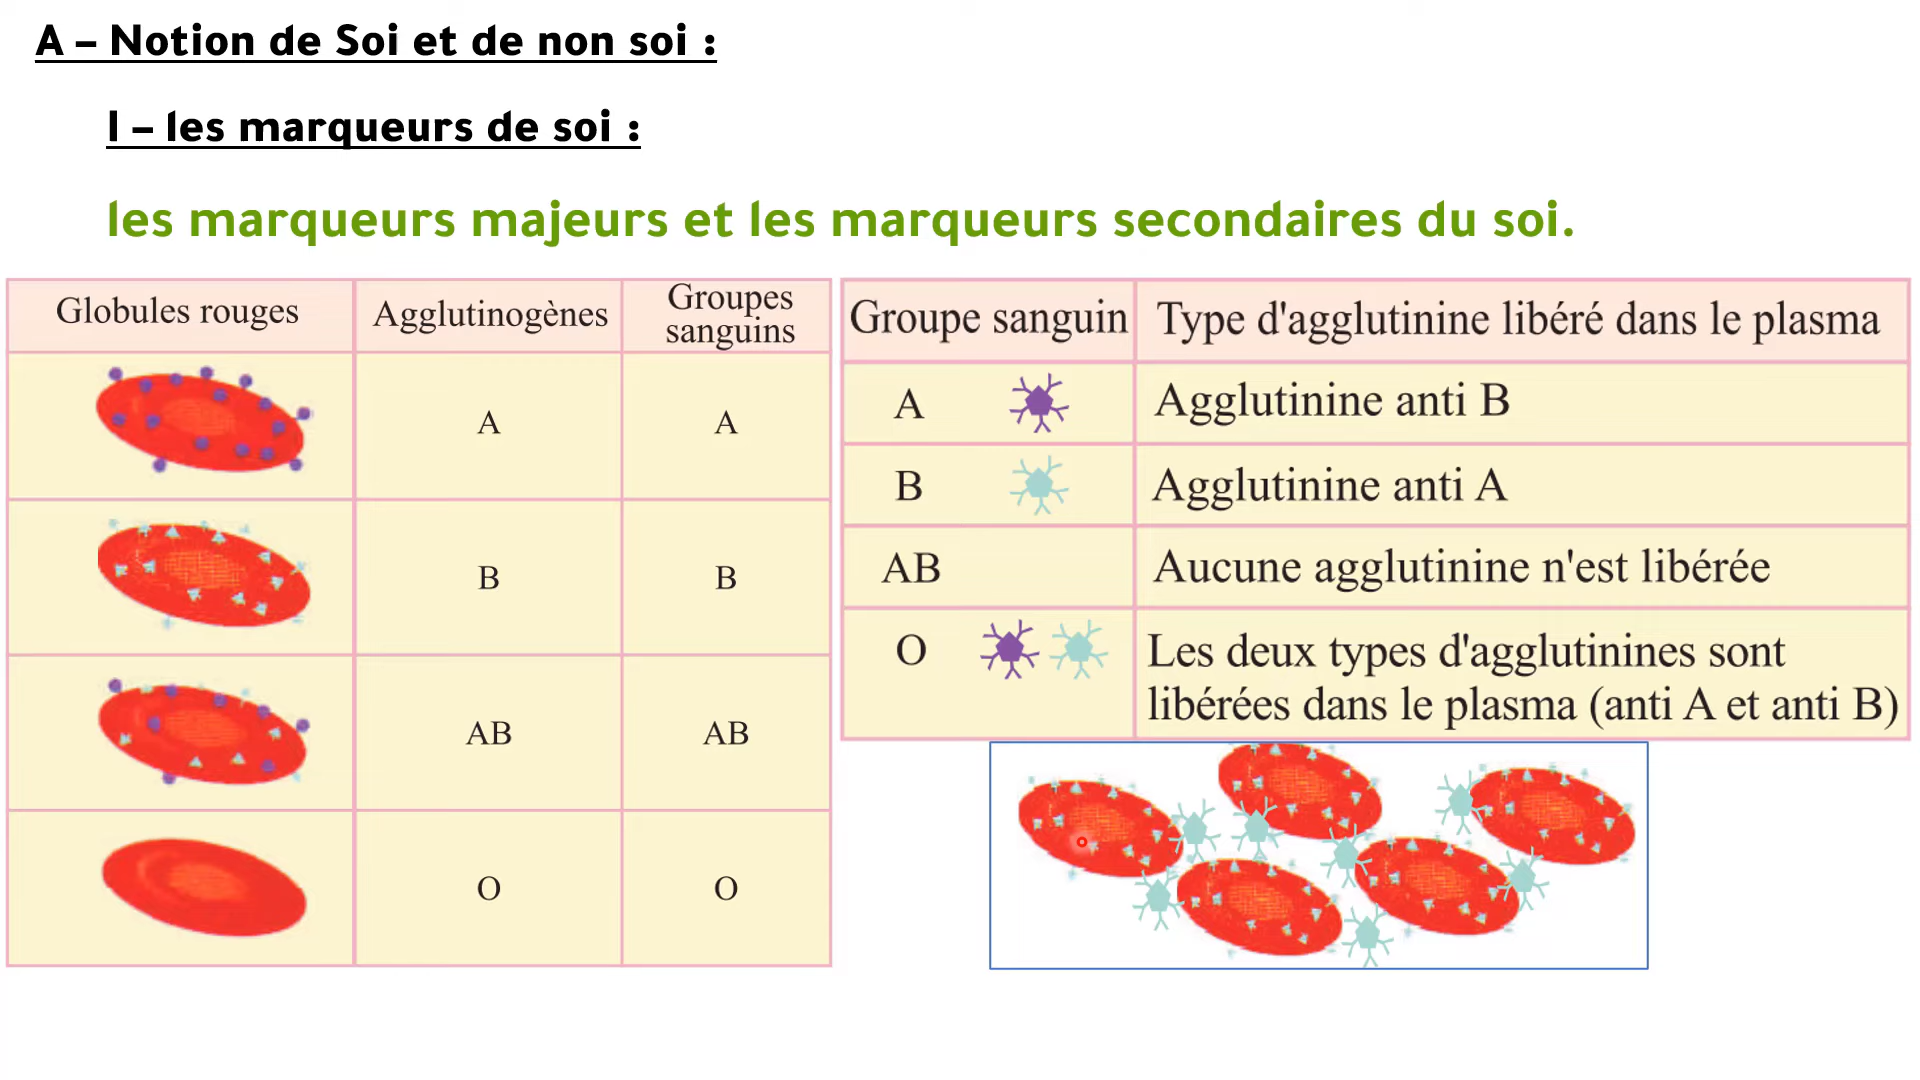 A – Notion de Soi et de non soi :
I – les marqueurs de soi :
les marqueurs majeurs et les marqueurs secondaires du soi.
Globules rouges
Agglutinogènes
Groupes
sanguins
A
A
B
B
AB
AB
O
O
Groupe sanguin
Type d'agglutinine libéré dans le plasma
A
Agglutinine anti B
B
Agglutinine anti A
AB
Aucune agglutinine n'est libérée
O
Les deux types d'agglutinines sont
libérées dans le plasma (anti A et anti B)